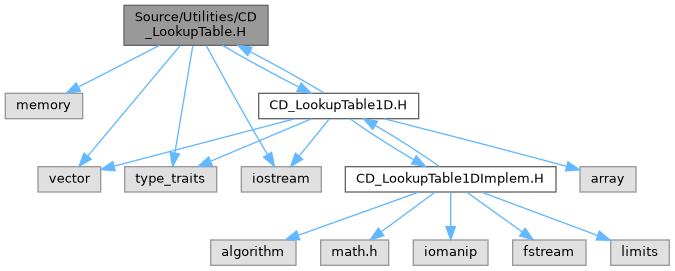 Source/Utilities/CD
_LookupTable.H
memory
CD_LookupTable1D.H
vector
type_traits
iostream
CD_LookupTable1DImplem.H
array
algorithm
math.h
iomanip
fstream
limits